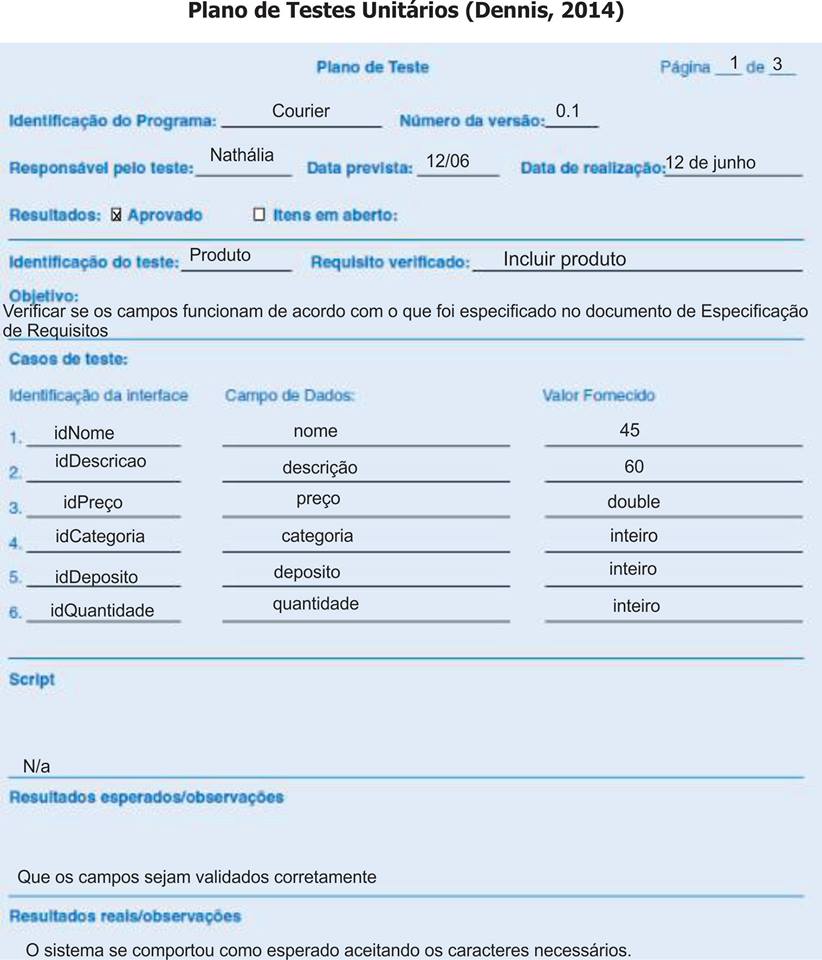 Plano de Testes Unitários (Dennis, 2014)
Plano de Teste Página 1 de 3
Identificação do Programa: Courier Número da versão: 0.1
Responsável pelo teste: Nathália Data prevista: 12/06 Data de realização: 12 de junho
Resultados: x Aprovado Itens em aberto:
Identificação do teste: Produto Requisito verificado: Incluir produto
Objetivo:
Verificar se os campos funcionam de acordo com o que foi especificado no documento de Especificação
de Requisitos
Casos de teste:
Identificação da interface Campo de Dados: Valor Fornecido
1. idNome nome 45
2. idDescricao descrição 60
3. idPreço preço double
4. idCategoria categoria inteiro
5. idDeposito deposito inteiro
6. idQuantidade quantidade inteiro
Script
N/a
Resultados esperados/observações
Que os campos sejam validados corretamente
Resultados reais/observações
O sistema se comportou como esperado aceitando os caracteres necessários.